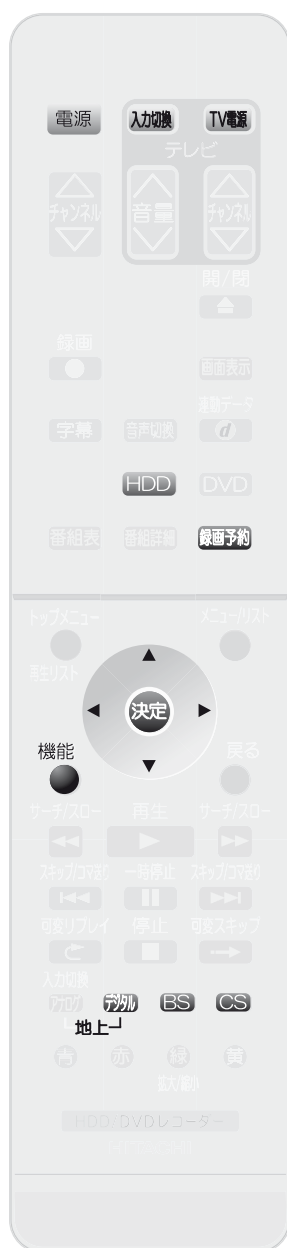 電源 入力切換 TV電源
テレビ
チャンネル 音量 チャンネル
開/閉
録画
画面表示
連動データ
字幕 音声切換 d
HDD DVD
番組表 番組詳細 録画予約
トップメニュー メニュー/リスト
再生リスト
決定
機能 戻る
サーチ/スロー 再生 サーチ/スロー
スキップ/コマ送り 一時停止 スキップ/コマ送り
可変リプレイ 停止 可変スキップ
入力切換
アナログ デジタル BS CS
地上
青 赤 緑 黄
拡大/縮小
HDD/DVDレコーダー